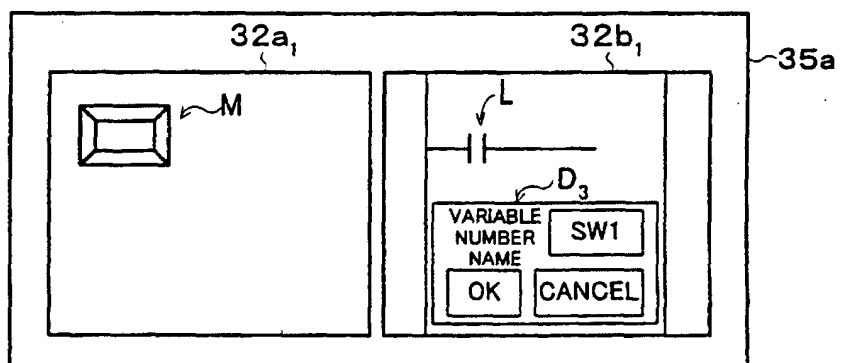 32a1 32b1
35a
M
L
D3
VARIABLE
NUMBER
NAME
SW1
OK CANCEL